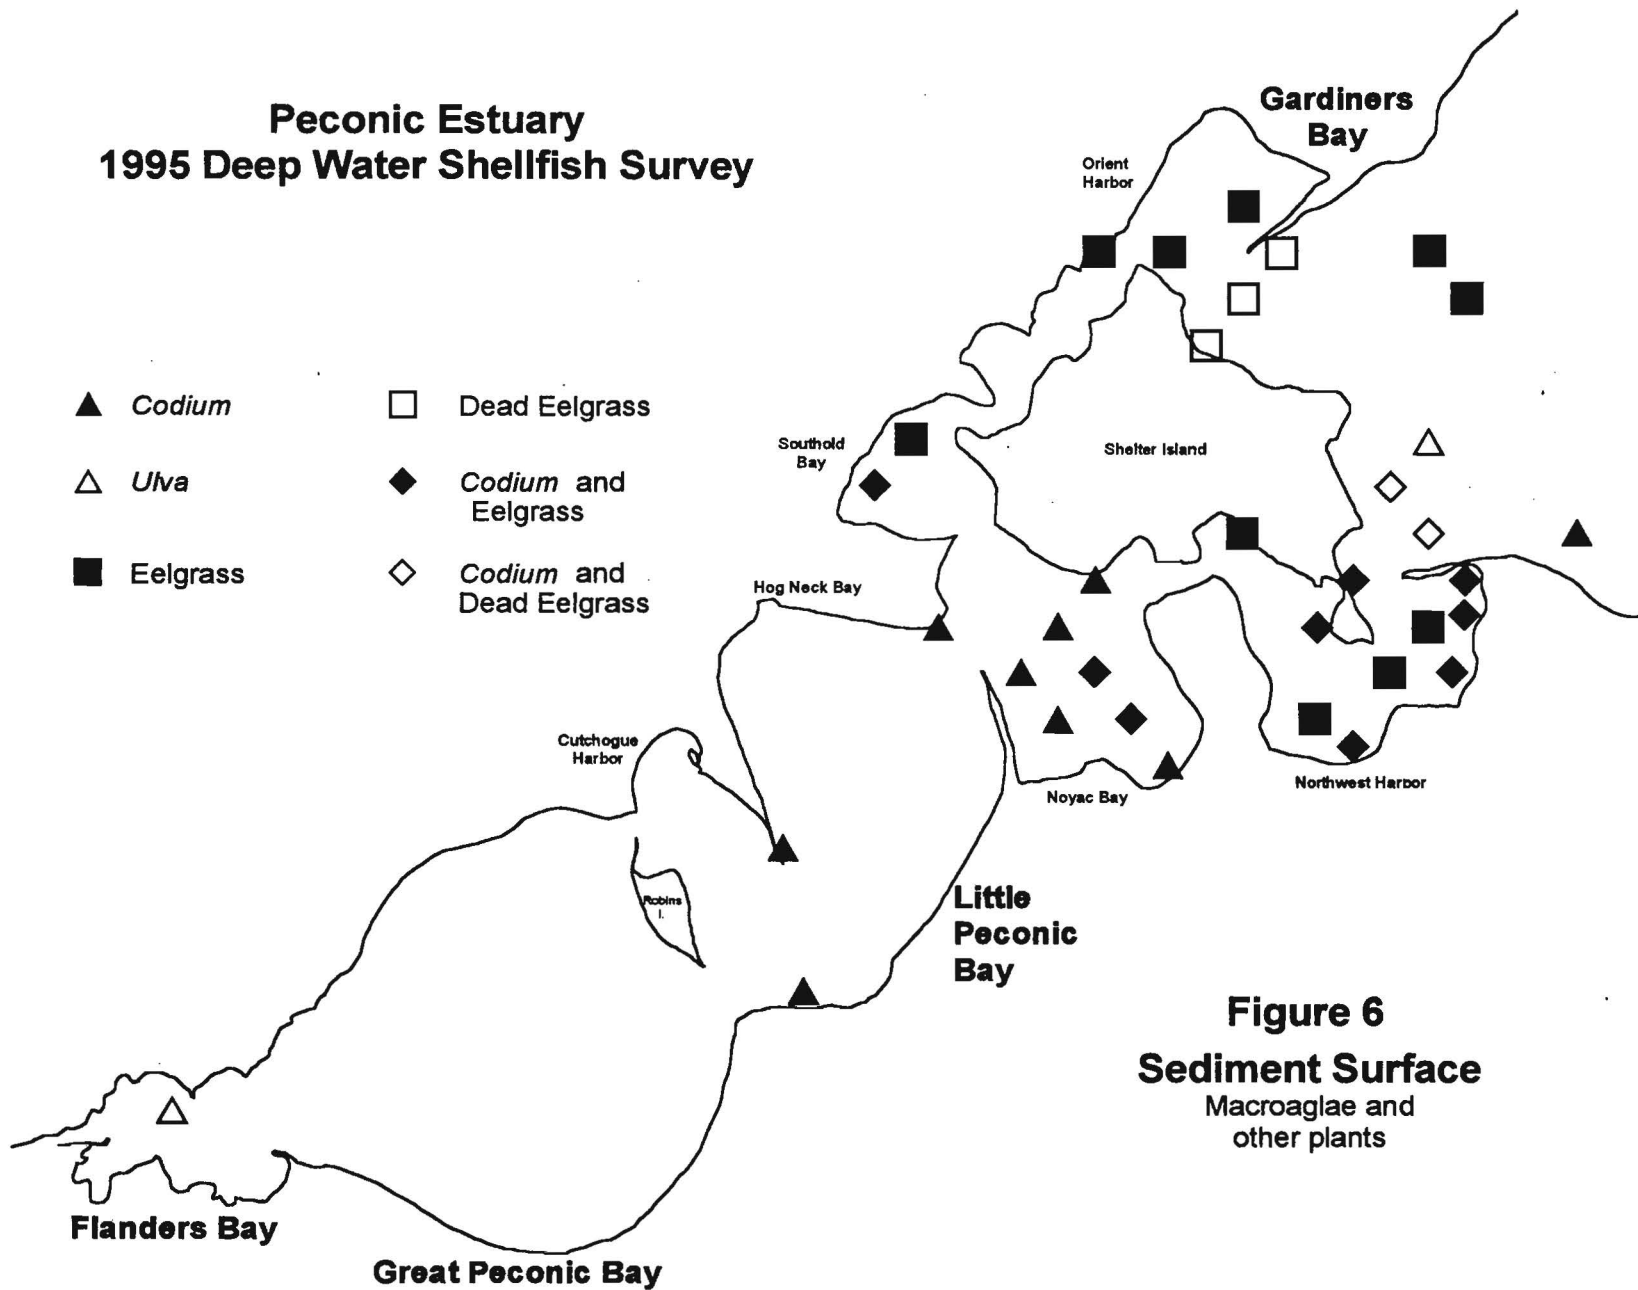 Peconic Estuary
1995 Deep Water Shellfish Survey
Gardiners
Bay
Orient
Harbor
Codium
Dead Eelgrass
Ulva
Codium and
Eelgrass
Eelgrass
Codium and
Dead Eelgrass
Southold
Bay
Shelter Island
Hog Neck Bay
Cutchogue
Harbor
Noyac Bay
Northwest Harbor
Robins
I.
Little
Peconic
Bay
Figure 6
Sediment Surface
Macroaglae and
other plants
Flanders Bay
Great Peconic Bay